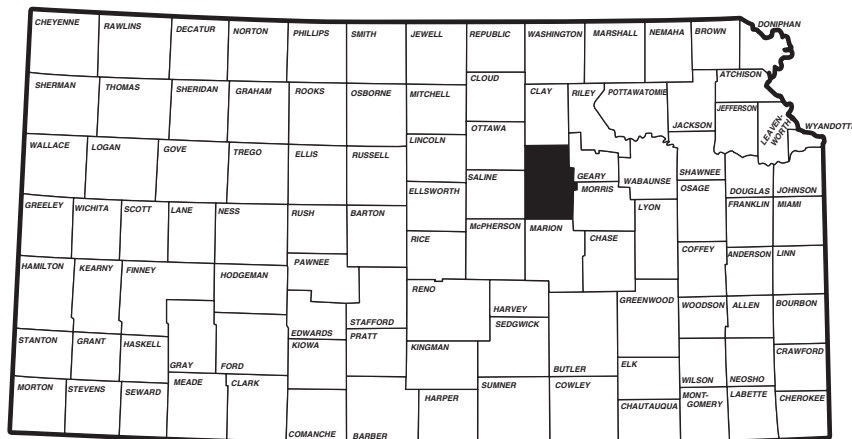 CHEYENNE
RAWLINS
DECATUR
NORTON
PHILLIPS
SMITH
JEWELL
REPUBLIC
WASHINGTON
MARSHALL
NEMAHA
BROWN
DONIPHAN
SHERMAN
THOMAS
SHERIDAN
GRAHAM
ROOKS
OSBORNE
MITCHELL
CLOUD
CLAY
RILEY
POTTAWATOMIE
ATCHISON
JACKSON
JEFFERSON
LEAVEN-
WORTH
WYANDOTT
WALLACE
LOGAN
GOVE
TREGO
ELLIS
RUSSELL
LINCOLN
OTTAWA
SALINE
ELLSWORTH
GEARY
MORRIS
WABAUNSE
SHAWNEE
OSAGE
DOUGLAS
JOHNSON
GREELEY
WICHITA
SCOTT
LANE
NESS
RUSH
BARTON
RICE
McPHERSON
MARION
CHASE
LYON
COFFEY
FRANKLIN
MIAMI
ANDERSON
LINN
HAMILTON
KEARNY
FINNEY
HODGEMAN
PAWNEE
STAFFORD
EDWARDS
RENO
HARVEY
SEDGWICK
BUTLER
GREENWOOD
WOODSON
ALLEN
BOURBON
STANTON
GRANT
HASKELL
GRAY
FORD
KIOWA
PRATT
KINGMAN
ELK
WILSON
NEOSHO
CRAWFORD
MORTON
STEVENS
SEWARD
MEADE
CLARK
COMANCHE
BARBER
HARPER
SUMNER
COWLEY
CHAUTAUQUA
MONT-
GOMERY
LABETTE
CHEROKEE